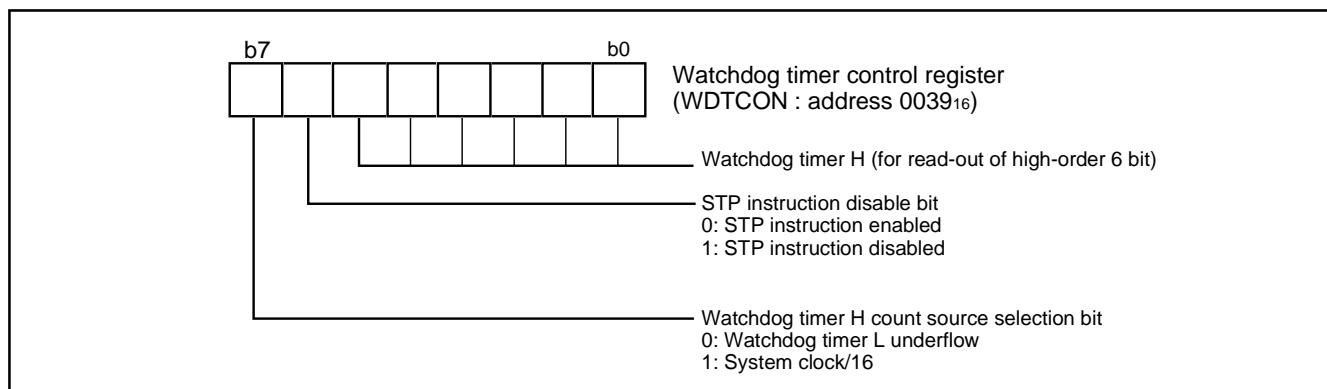 b7 b0
Watchdog timer control register
(WDTCON : address 0039₁₆)
Watchdog timer H (for read-out of high-order 6 bit)
STP instruction disable bit
0: STP instruction enabled
1: STP instruction disabled
Watchdog timer H count source selection bit
0: Watchdog timer L underflow
1: System clock/16